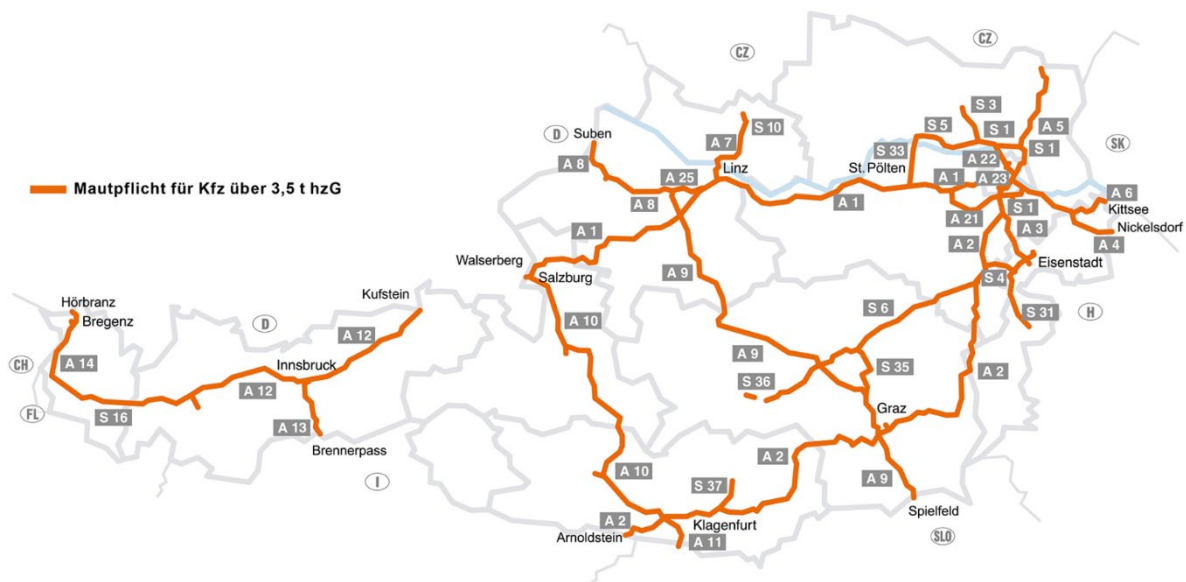 CZ
CZ
S 3
S 10
D
Suben
A 7
S 5
S 1
A 5
S 33
S 1
SK
A 8
A 22
Mautpflicht für Kfz über 3,5 t hzG
A 25
Linz
St.Pölten
A 1
A 23
A 6
A 8
A 1
A 21
S 1
Kittsee
A 1
A 3
Nickelsdorf
A 2
A 4
Walserberg
Salzburg
A 9
Eisenstadt
S 4
Hörbranz
Kufstein
S 6
S 31
H
Bregenz
D
A 10
A 12
A 9
CH
A 14
Innsbruck
S 35
A 2
A 12
S 36
FL
S 16
Graz
A 13
Brennerpass
A 2
A 10
I
S 37
A 9
Spielfeld
A 2
Klagenfurt
Arnoldstein
A 11
SLO